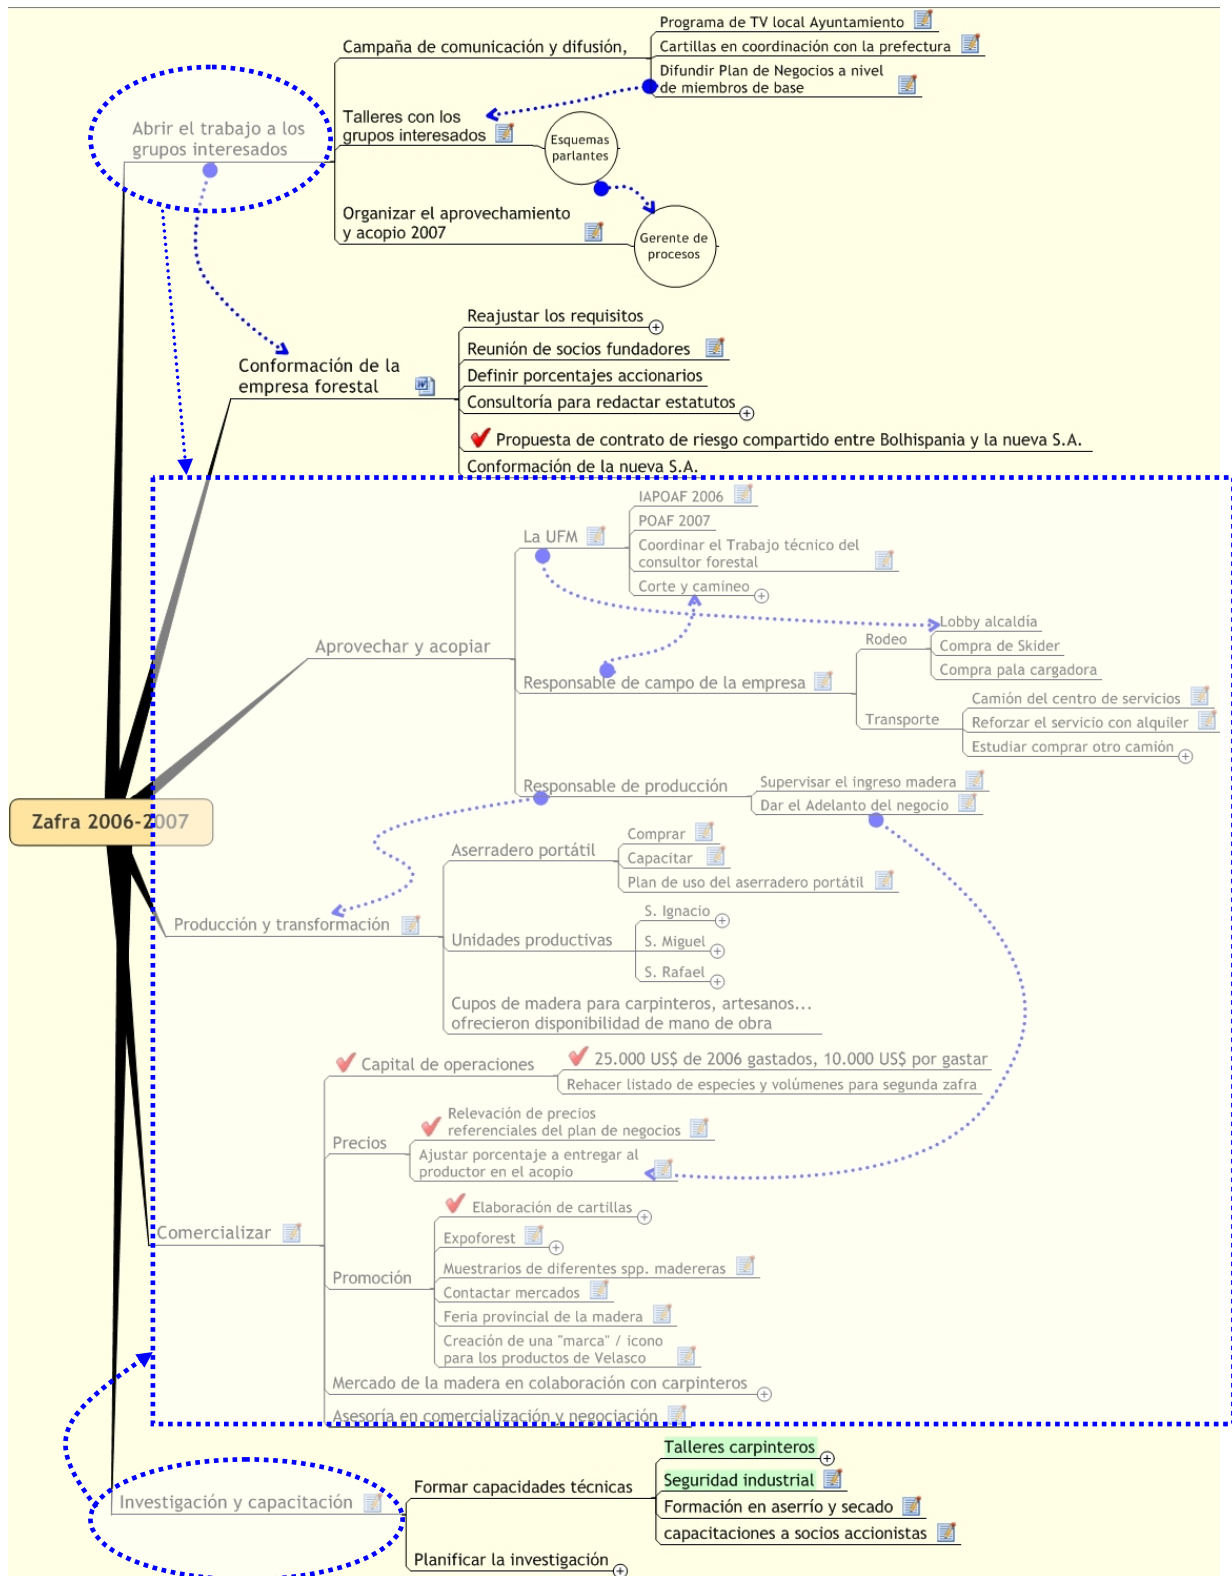 Programa de TV local Ayuntamiento
Campaña de comunicación y difusión,
Cartillas en coordinación con la prefectura
Difundir Plan de Negocios a nivel
de miembros de base
Abrir el trabajo a los
grupos interesados
Talleres con los
grupos interesados
Esquemas
parlantes
Organizar el aprovechamiento
y acopio 2007
Gerente de
procesos
Conformación de la
empresa forestal
Reajustar los requisitos
Reunión de socios fundadores
Definir porcentajes accionarios
Consultoría para redactar estatutos
Propuesta de contrato de riesgo compartido entre Bolhispania y la nueva S.A.
Conformación de la nueva S.A.
Aprovechar y acopiar
La UFM
IAPOAF 2006
POAF 2007
Coordinar el Trabajo técnico del
consultor forestal
Corte y camineo
Responsable de campo de la empresa
Rodeo
Lobby alcaldía
Compra de Skider
Compra pala cargadora
Transporte
Camión del centro de servicios
Reforzar el servicio con alquiler
Estudiar comprar otro camión
Responsable de producción
Supervisar el ingreso madera
Dar el Adelanto del negocio
Zafra 2006-2007
Producción y transformación
Aserradero portátil
Comprar
Capacitar
Plan de uso del aserradero portátil
Unidades productivas
S. Ignacio
S. Miguel
S. Rafael
Cupos de madera para carpinteros, artesanos...
ofrecieron disponibilidad de mano de obra
Comercializar
Capital de operaciones
25.000 US$ de 2006 gastados, 10.000 US$ por gastar
Rehacer listado de especies y volúmenes para segunda zafra
Precios
Relevación de precios
referenciales del plan de negocios
Ajustar porcentaje a entregar al
productor en el acopio
Promoción
Elaboración de cartillas
Expoforest
Muestrarios de diferentes spp. madereras
Contactar mercados
Feria provincial de la madera
Creación de una "marca" / icono
para los productos de Velasco
Mercado de la madera en colaboración con carpinteros
Asesoría en comercialización y negociación
Investigación y capacitación
Formar capacidades técnicas
Talleres carpinteros
Seguridad industrial
Formación en aserrío y secado
capacitaciones a socios accionistas
Planificar la investigación